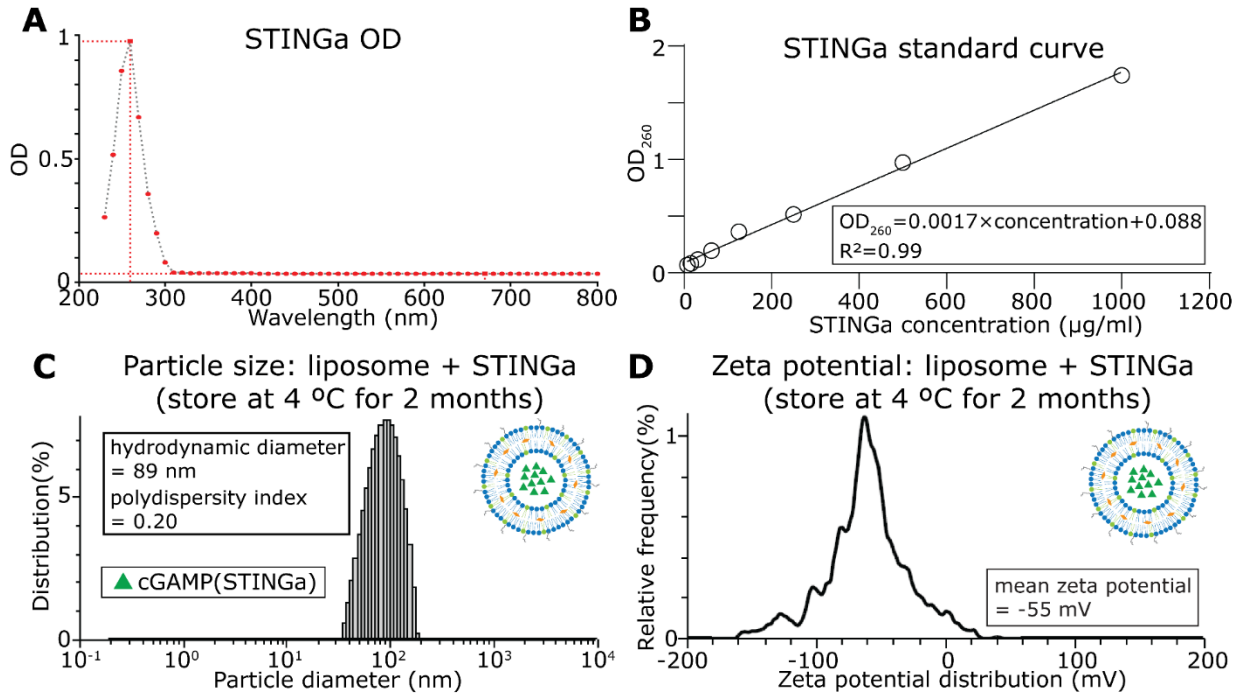 A
STINGa OD
1
0.5
0
OD
200 300 400 500 600 700 800
Wavelength (nm)
B
STINGa standard curve
2
1
0
OD260
OD260=0.0017×concentration+0.088
R²=0.99
0 200 400 600 800 1000 1200
STINGa concentration (µg/ml)
C
Particle size: liposome + STINGa
(store at 4 ºC for 2 months)
hydrodynamic diameter
= 89 nm
polydispersity index
= 0.20
cGAMP(STINGa)
5
0
Distribution(%)
10-1 100 101 102 103 104
Particle diameter (nm)
D
Zeta potential: liposome + STINGa
(store at 4 ºC for 2 months)
1
0
Relative frequency(%)
mean zeta potential
= -55 mV
-200 -100 0 100 200
Zeta potential distribution (mV)